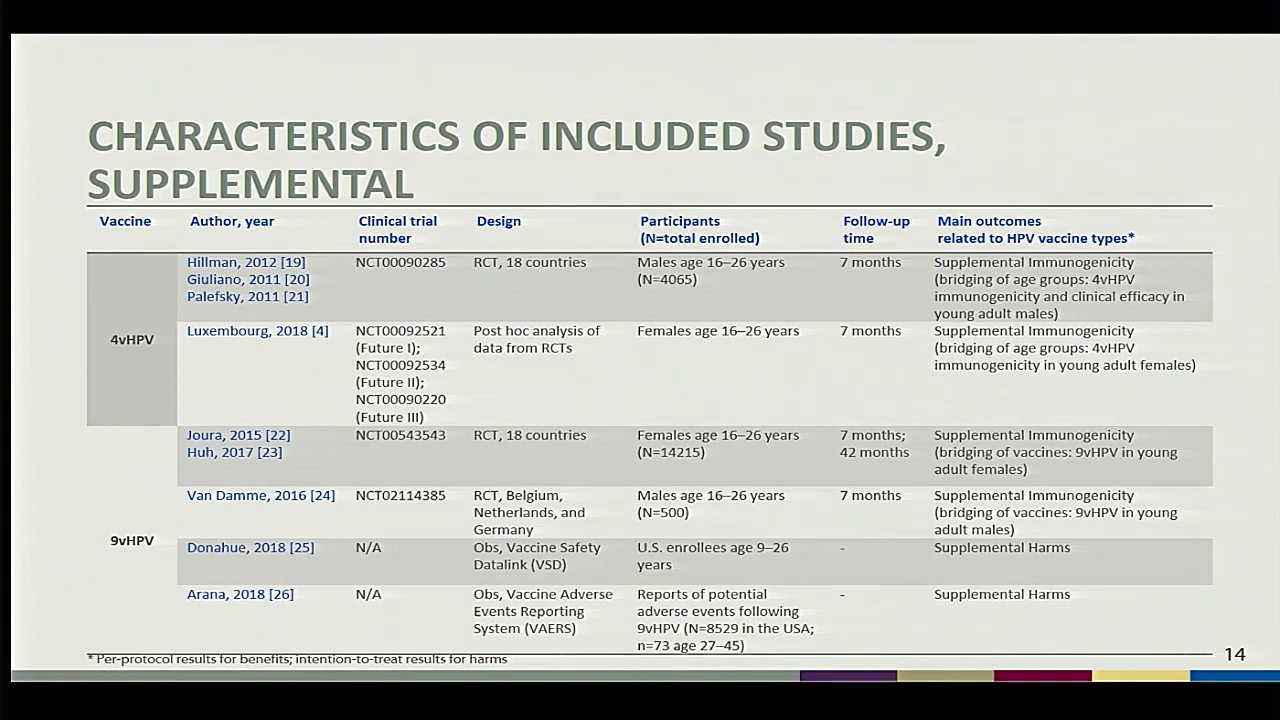 CHARACTERISTICS OF INCLUDED STUDIES,
SUPPLEMENTAL
Vaccine
Author, year
Clinical trial
number
Design
Participants
(N=total enrolled)
Follow-up
time
Main outcomes
related to HPV vaccine types*
4vHPV
Hillman, 2012 [19]
Giuliano, 2011 [20]
Palefsky, 2011 [21]
NCT00090285
RCT, 18 countries
Males age 16–26 years
(N=4065)
7 months
Supplemental Immunogenicity
(bridging of age groups: 4vHPV
immunogenicity and clinical efficacy in
young adult males)
Luxembourg, 2018 [4]
NCT00092521
(Future I);
NCT00092534
(Future II);
NCT00090220
(Future III)
Post hoc analysis of
data from RCTs
Females age 16–26 years
7 months
Supplemental Immunogenicity
(bridging of age groups: 4vHPV
immunogenicity in young adult females)
9vHPV
Joura, 2015 [22]
Huh, 2017 [23]
NCT00543543
RCT, 18 countries
Females age 16–26 years
(N=14215)
7 months;
42 months
Supplemental Immunogenicity
(bridging of vaccines: 9vHPV in young
adult females)
Van Damme, 2016 [24]
NCT02114385
RCT, Belgium,
Netherlands, and
Germany
Males age 16–26 years
(N=500)
7 months
Supplemental Immunogenicity
(bridging of vaccines: 9vHPV in young
adult males)
Donahue, 2018 [25]
N/A
Obs, Vaccine Safety
Datalink (VSD)
U.S. enrollees age 9–26
years
-
Supplemental Harms
Arana, 2018 [26]
N/A
Obs, Vaccine Adverse
Events Reporting
System (VAERS)
Reports of potential
adverse events following
9vHPV (N=8529 in the USA;
n=73 age 27–45)
-
Supplemental Harms
* Per-protocol results for benefits; intention-to-treat results for harms
14